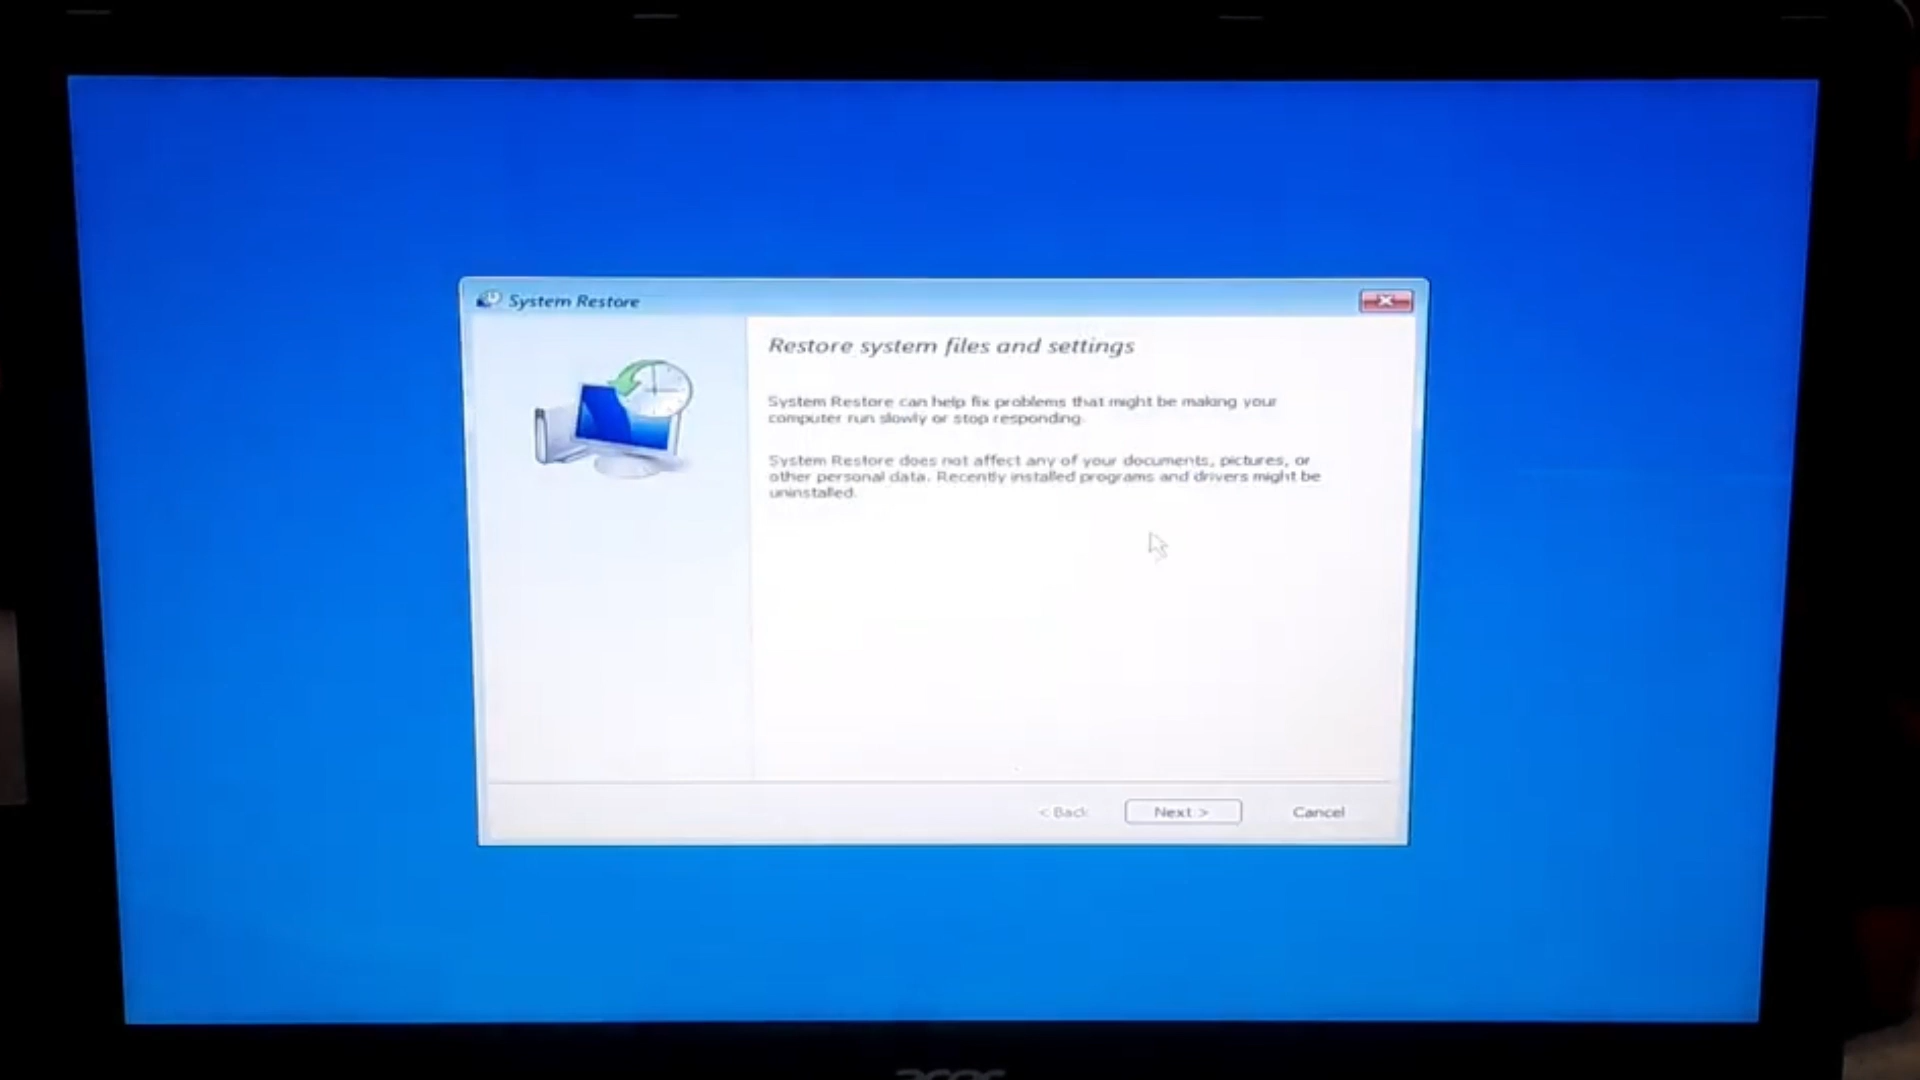 System Restore
Restore system files and settings
System Restore can help fix problems that might be making your
computer run slowly or stop responding.
System Restore does not affect any of your documents, pictures, or
other personal data. Recently installed programs and drivers might be
uninstalled.
< Back
Next >
Cancel
acer